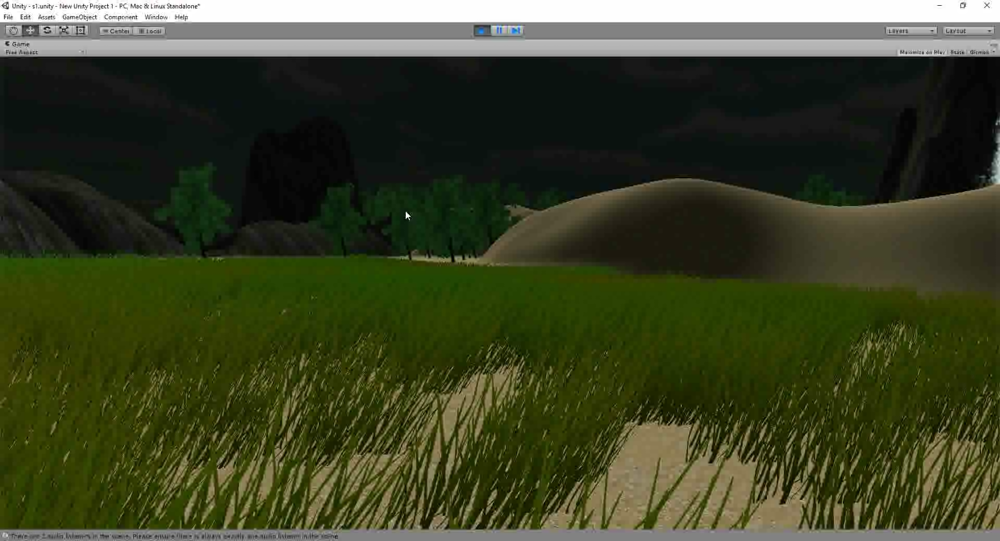 Unity - s1.unity - New Unity Project 1 - PC, Mac & Linux Standalone*
File Edit Assets GameObject Component Window Help
Center Local Layers Layout
Game
Free Aspect Maximize on Play Stats Gizmos
There are 2 audio listeners in the scene. Please ensure there is always exactly one audio listener in the scene.